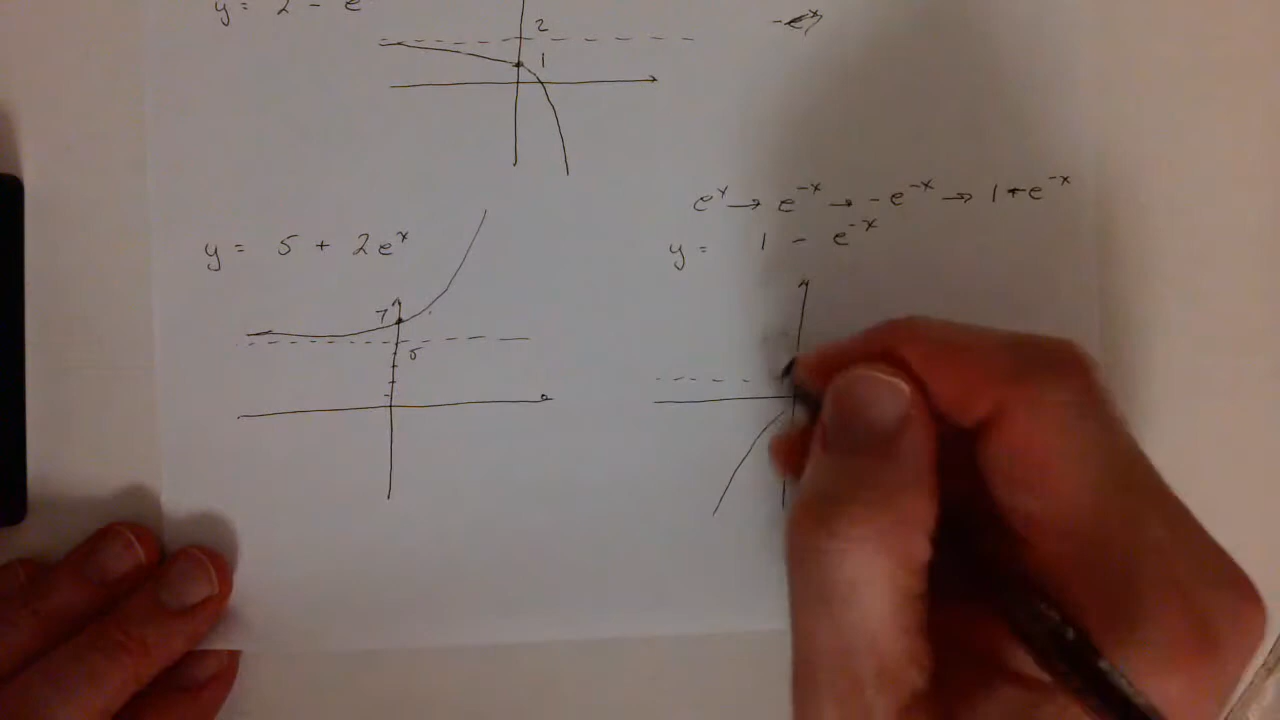 y = 2 - e
-e^x
2
1
e^x → e^{-x} → -e^{-x} → 1 - e^{-x}
y = 5 + 2e^x
y = 1 - e^{-x}
7
5